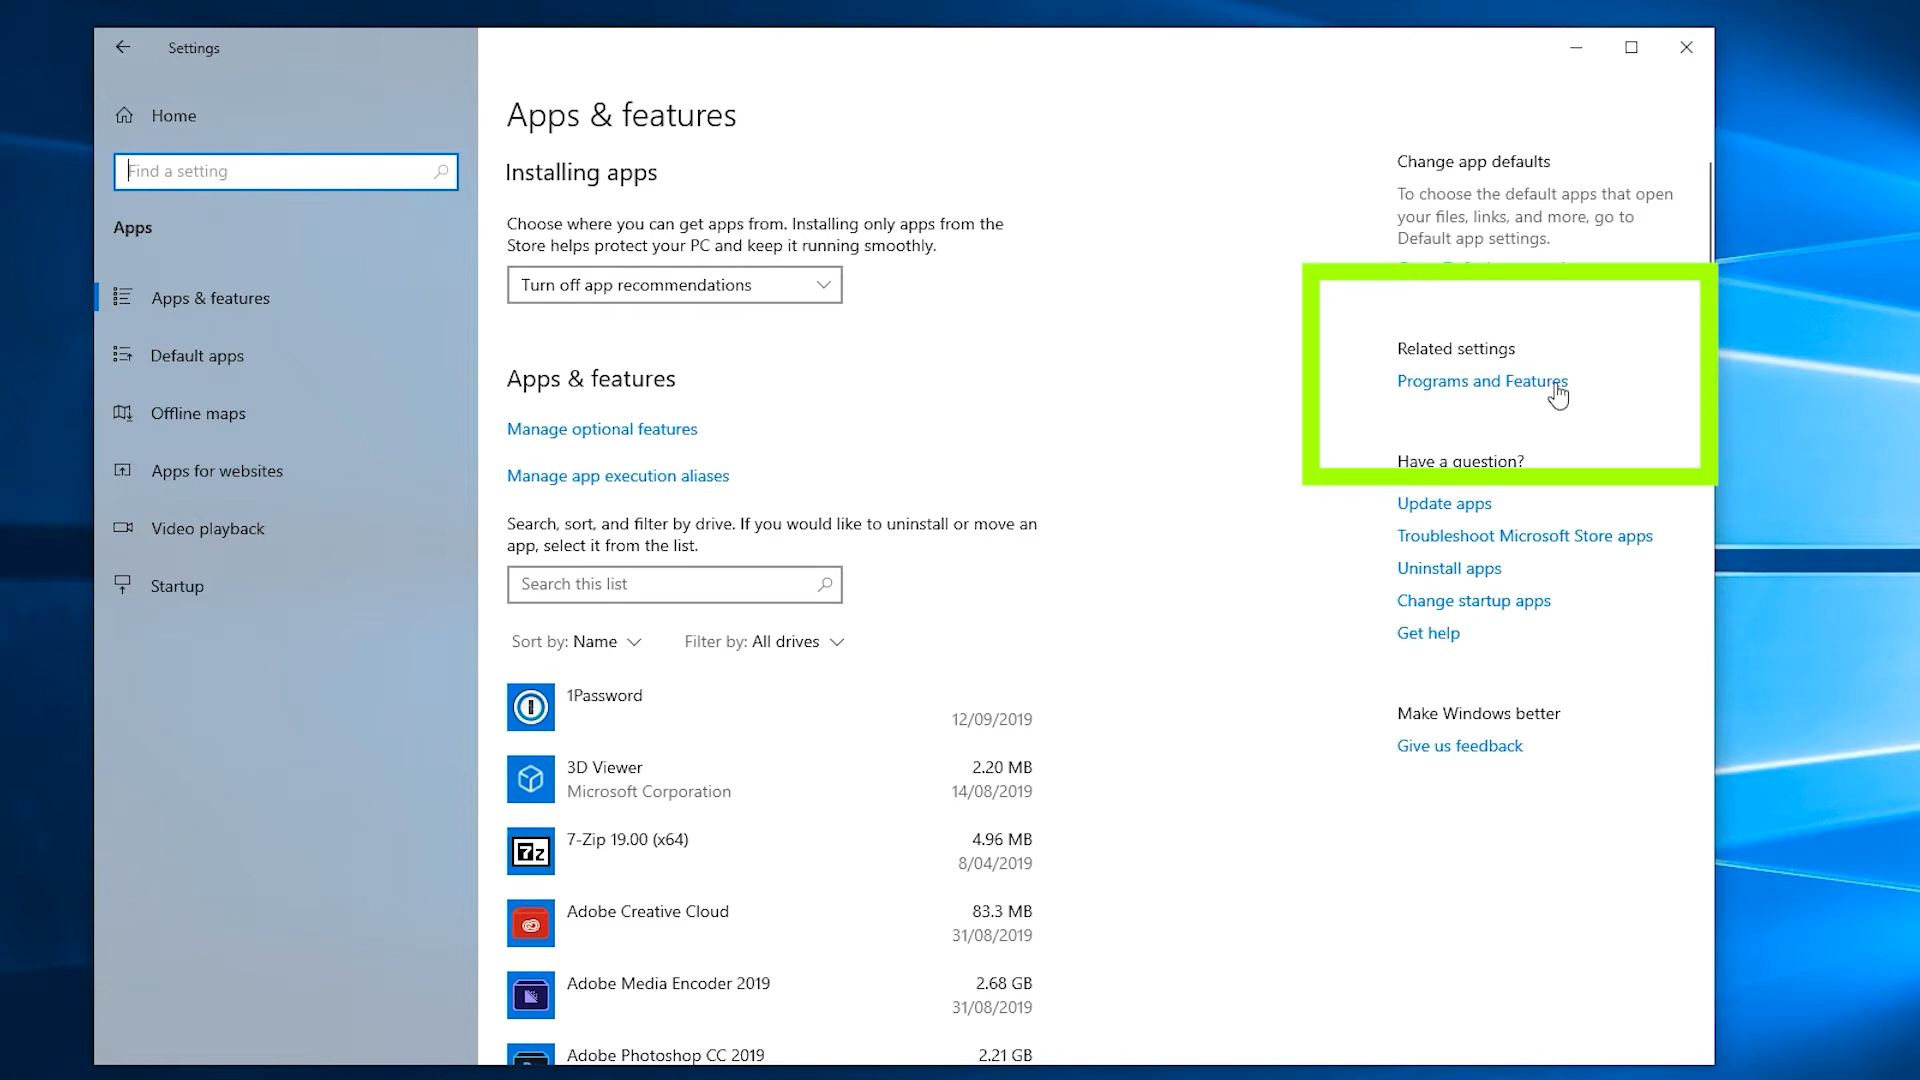 Settings
Home
Find a setting
Apps
Apps & features
Default apps
Offline maps
Apps for websites
Video playback
Startup
Apps & features
Installing apps
Choose where you can get apps from. Installing only apps from the
Store helps protect your PC and keep it running smoothly.
Turn off app recommendations
Apps & features
Manage optional features
Manage app execution aliases
Search, sort, and filter by drive. If you would like to uninstall or move an
app, select it from the list.
Search this list
Sort by: Name
Filter by: All drives
1Password
12/09/2019
3D Viewer
2.20 MB
Microsoft Corporation
14/08/2019
7z
7-Zip 19.00 (x64)
4.96 MB
8/04/2019
Adobe Creative Cloud
83.3 MB
31/08/2019
Adobe Media Encoder 2019
2.68 GB
31/08/2019
Adobe Photoshop CC 2019
2.21 GB
Change app defaults
To choose the default apps that open
your files, links, and more, go to
Default app settings.
Related settings
Programs and Features
Have a question?
Update apps
Troubleshoot Microsoft Store apps
Uninstall apps
Change startup apps
Get help
Make Windows better
Give us feedback